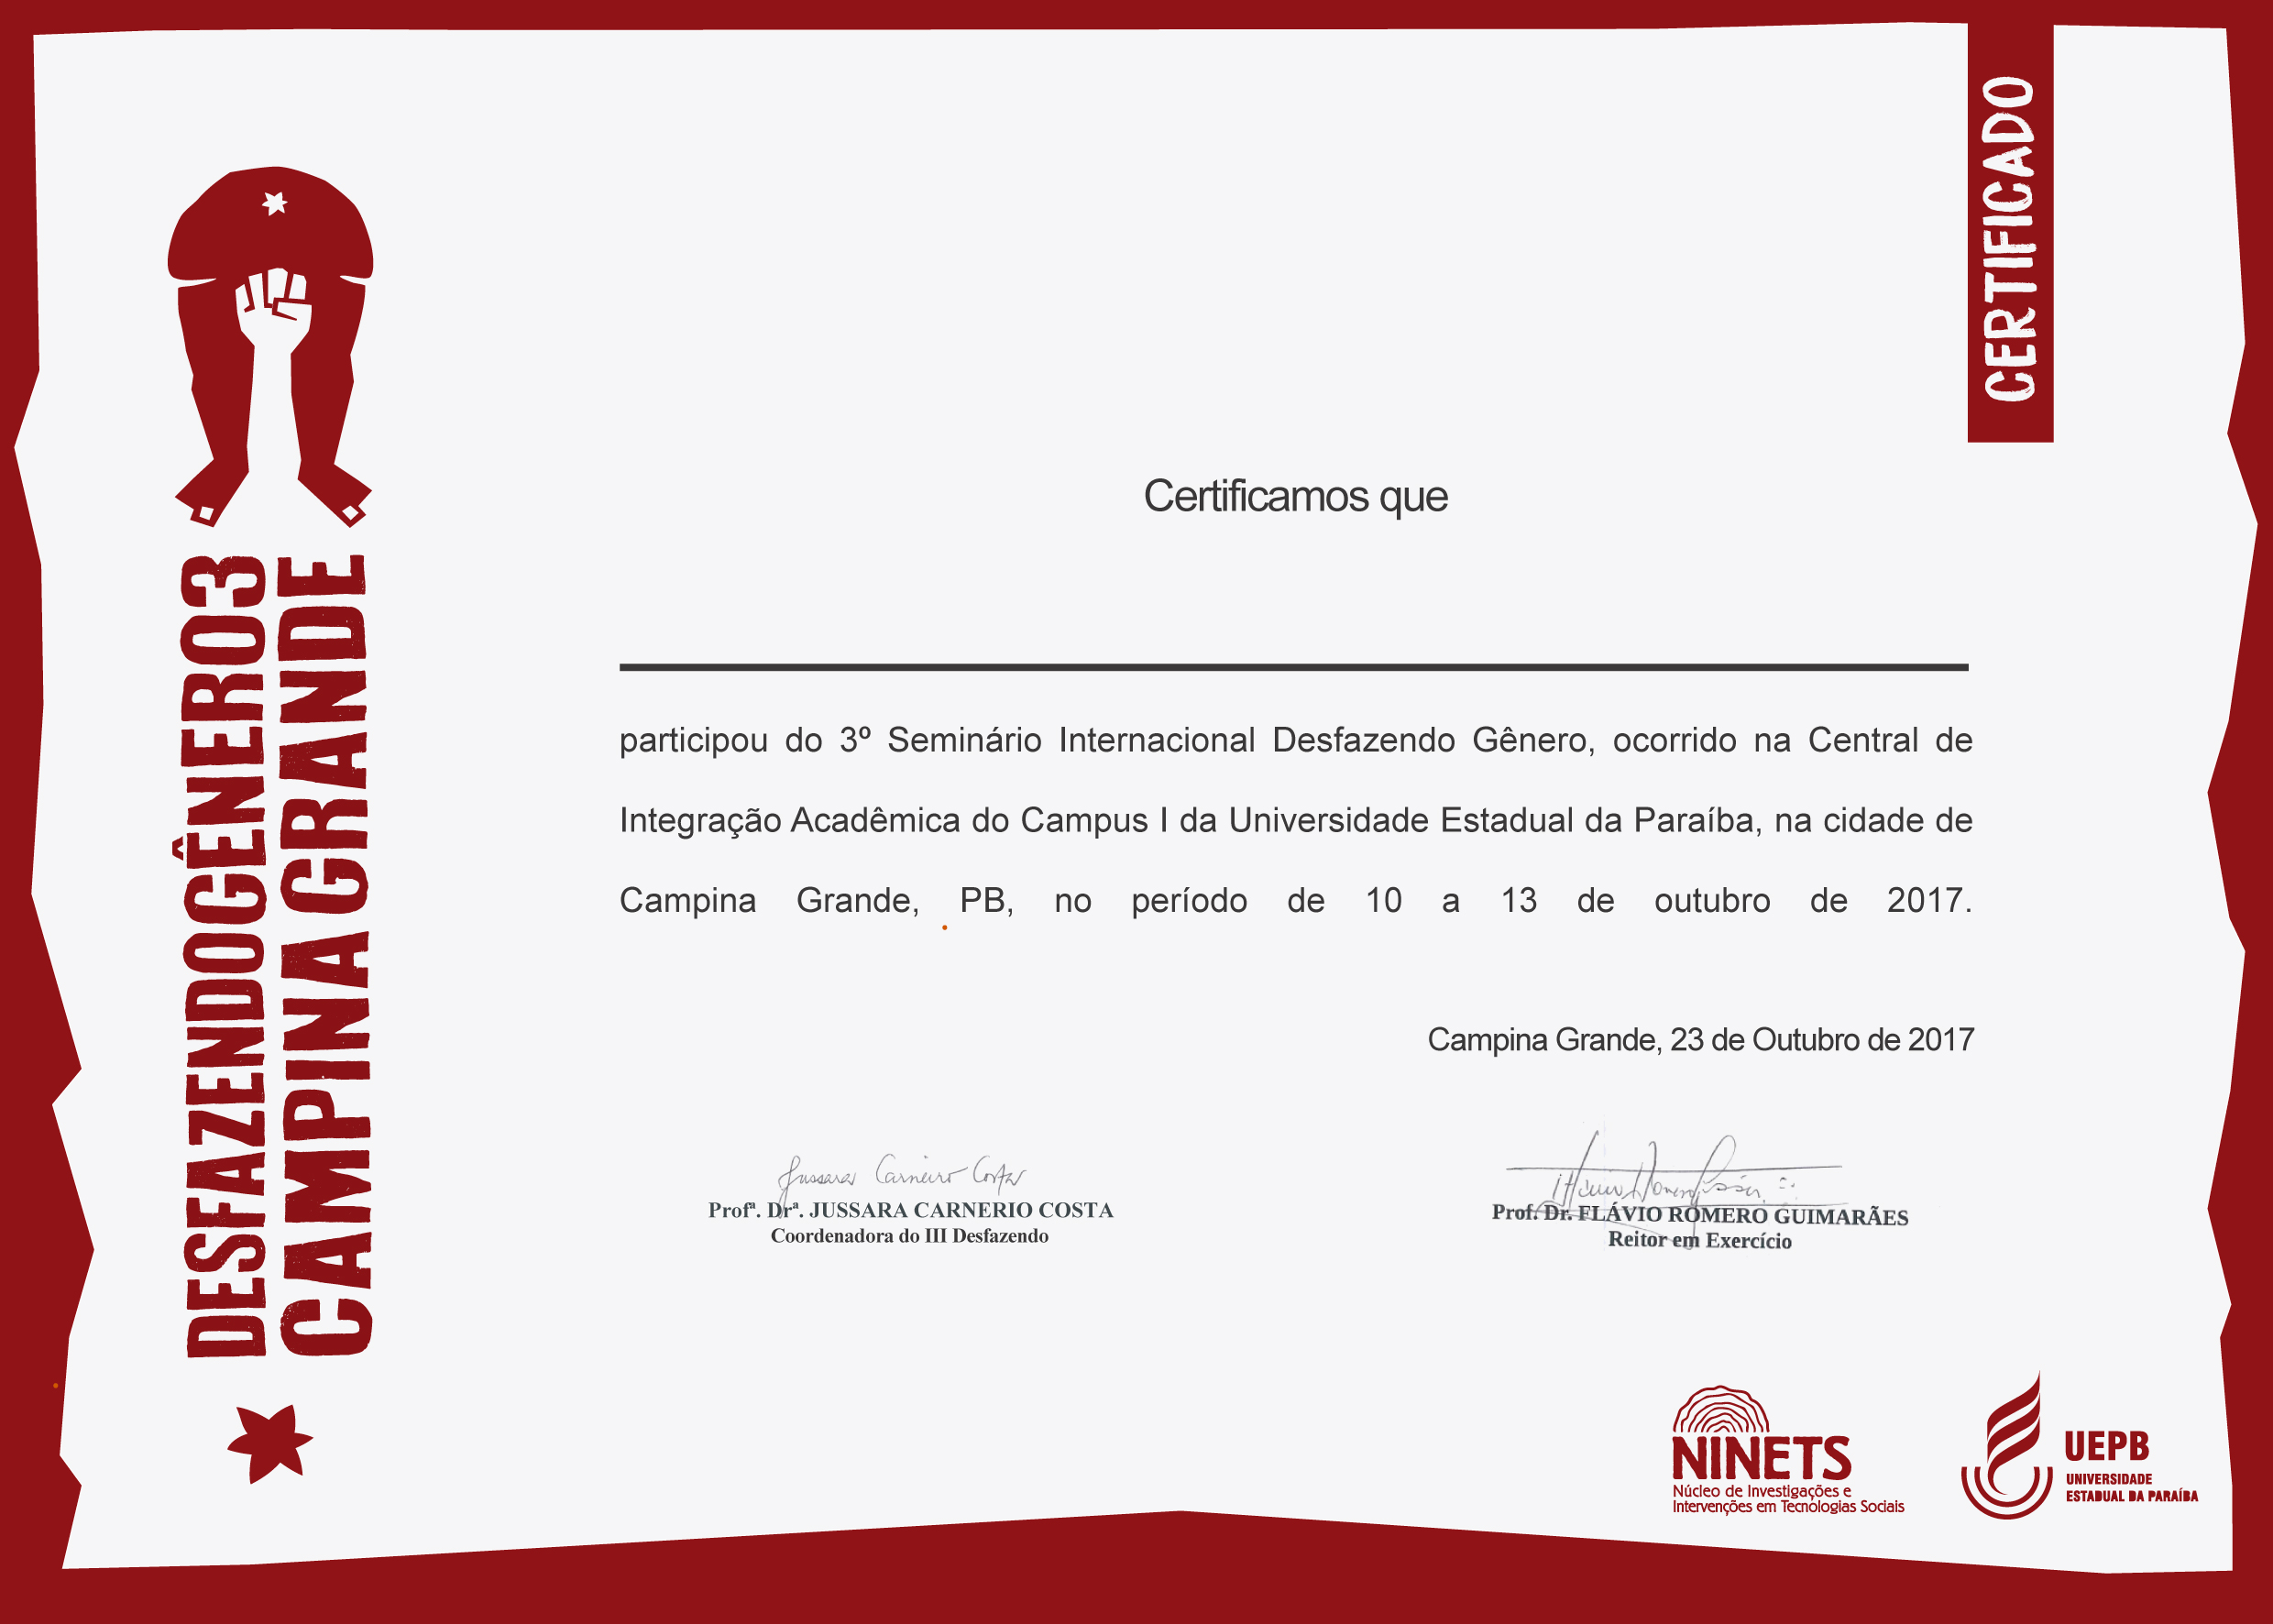 CERTIFICADO
DESFAZENDOGÊNERO3
CAMPINA GRANDE
Certificamos que
participou do 3º Seminário Internacional Desfazendo Gênero, ocorrido na Central de
Integração Acadêmica do Campus I da Universidade Estadual da Paraíba, na cidade de
Campina Grande, PB, no período de 10 a 13 de outubro de 2017.
Campina Grande, 23 de Outubro de 2017
Jussara Carneiro Costa
Profª. Drª. JUSSARA CARNERIO COSTA
Coordenadora do III Desfazendo
Prof. Dr. FLÁVIO ROMERO GUIMARÃES
Reitor em Exercício
NINETS
Núcleo de Investigações e
Intervenções em Tecnologias Sociais
UEPB
UNIVERSIDADE
ESTADUAL DA PARAÍBA